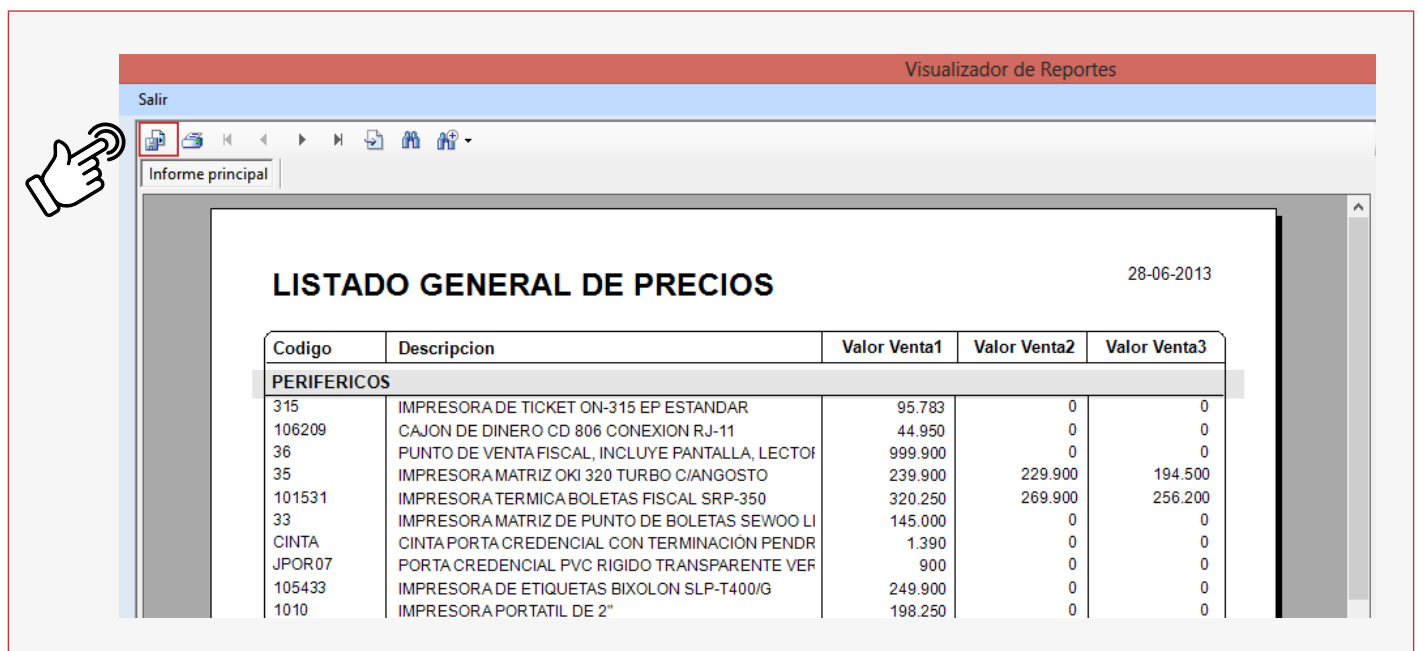 Visualizador de Reportes
Salir
Informe principal
LISTADO GENERAL DE PRECIOS 28-06-2013
Codigo Descripcion Valor Venta1 Valor Venta2 Valor Venta3
PERIFERICOS
315 IMPRESORA DE TICKET ON-315 EP ESTANDAR 95.783 0 0
106209 CAJON DE DINERO CD 806 CONEXION RJ-11 44.950 0 0
36 PUNTO DE VENTA FISCAL, INCLUYE PANTALLA, LECTOR 999.900 0 0
35 IMPRESORA MATRIZ OKI 320 TURBO C/ANGOSTO 239.900 229.900 194.500
101531 IMPRESORA TERMICA BOLETAS FISCAL SRP-350 320.250 269.900 256.200
33 IMPRESORA MATRIZ DE PUNTO DE BOLETAS SEWOO LI 145.000 0 0
CINTA CINTA PORTA CREDENCIAL CON TERMINACIÓN PENDR 1.390 0 0
JPOR07 PORTA CREDENCIAL PVC RIGIDO TRANSPARENTE VER 900 0 0
105433 IMPRESORA DE ETIQUETAS BIXOLON SLP-T400/G 249.900 0 0
1010 IMPRESORA PORTATIL DE 2" 198.250 0 0